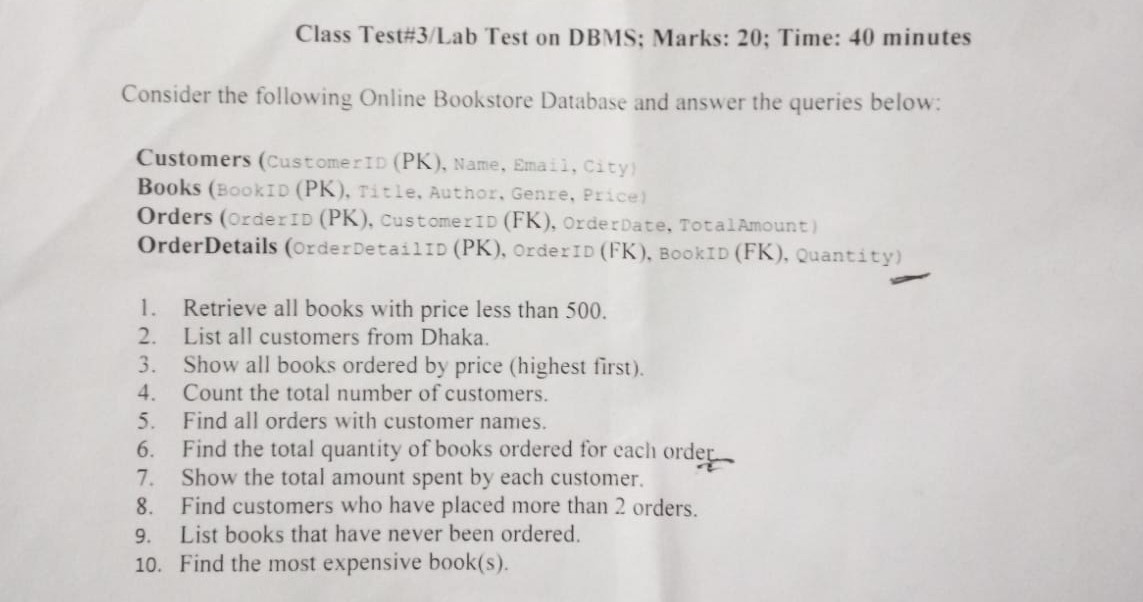 Class Test#3/Lab Test on DBMS; Marks: 20; Time: 40 minutes
Consider the following Online Bookstore Database and answer the queries below:
Customers (CustomerID (PK), Name, Email, City)
Books (BookID (PK), Title, Author, Genre, Price)
Orders (OrderID (PK), CustomerID (FK), OrderDate, TotalAmount)
OrderDetails (OrderDetailID (PK), OrderID (FK), BookID (FK), Quantity)
1. Retrieve all books with price less than 500.
2. List all customers from Dhaka.
3. Show all books ordered by price (highest first).
4. Count the total number of customers.
5. Find all orders with customer names.
6. Find the total quantity of books ordered for each order.
7. Show the total amount spent by each customer.
8. Find customers who have placed more than 2 orders.
9. List books that have never been ordered.
10. Find the most expensive book(s).